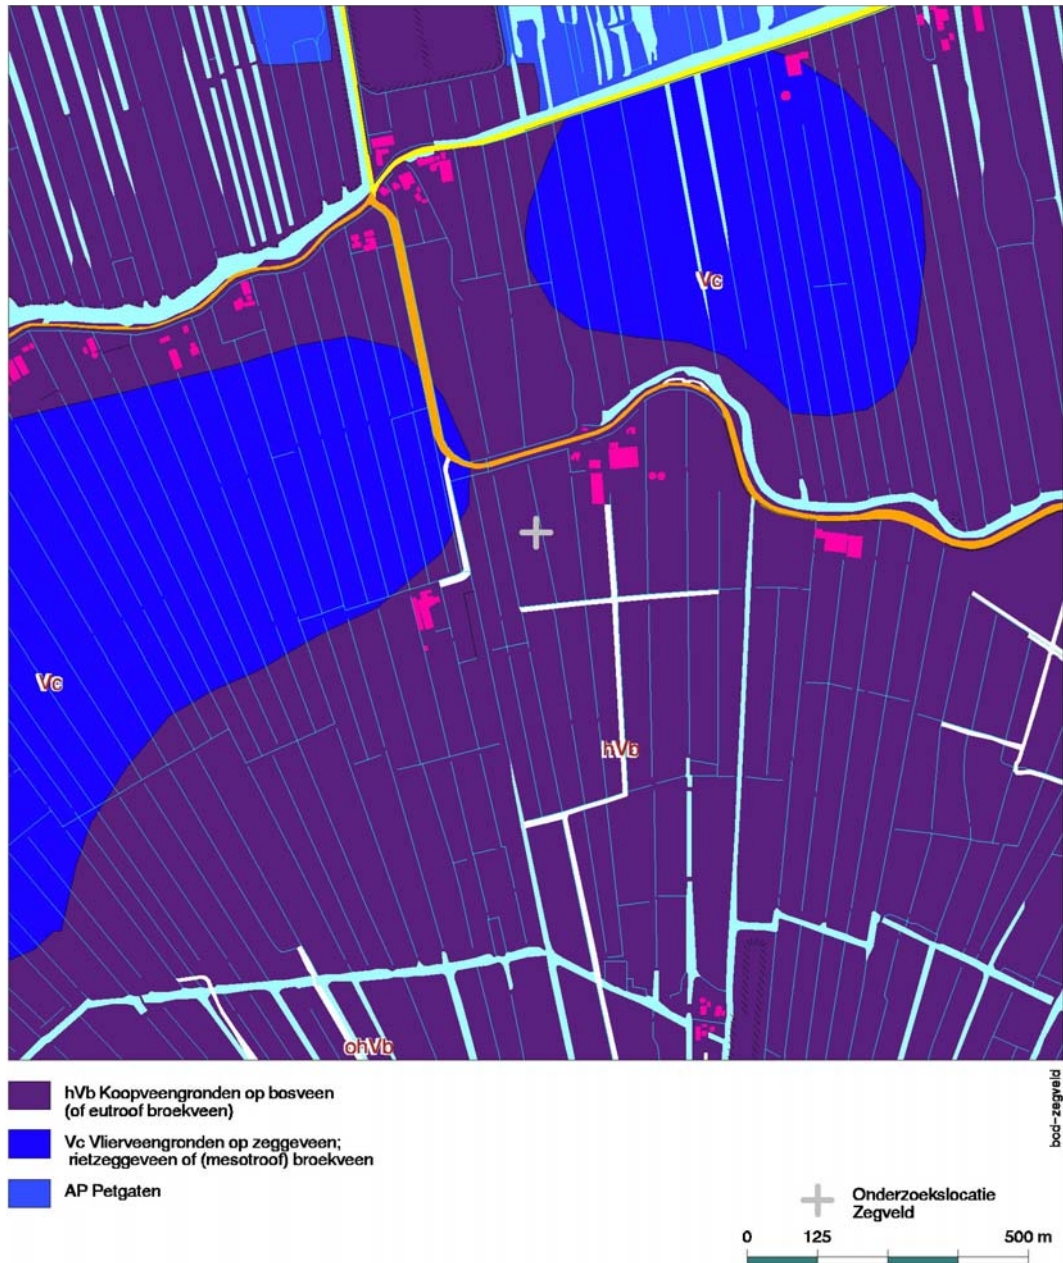 Vc
Vc
hVb
ohVb
hVb Koopveengronden op bosveen
(of eutroof broekveen)
Vc Vlierveengronden op zeggeveen;
rietzeggeveen of (mesotroof) broekveen
AP Petgaten
bod-zegveld
Onderzoekslocatie
Zegveld
0 125 500 m